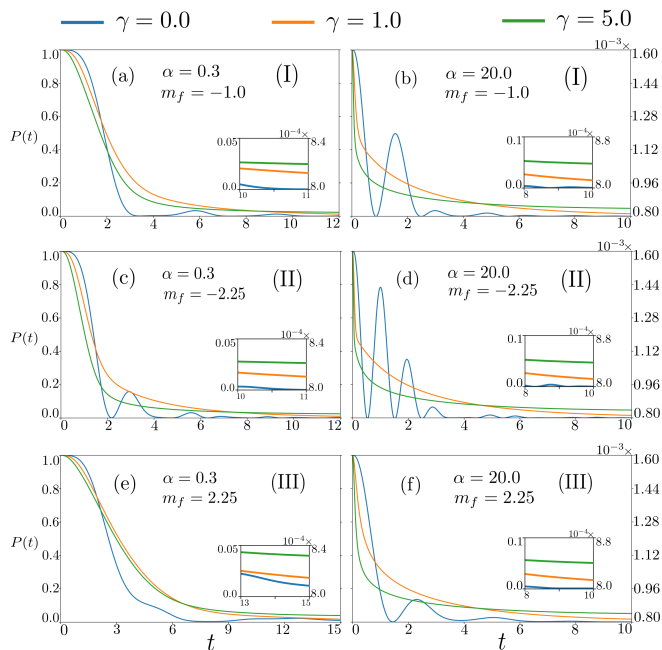 γ = 0.0 γ = 1.0 γ = 5.0
10⁻³×
1.0 (a) α = 0.3 (I) (b) α = 20.0 (I) 1.60
m_f = −1.0 m_f = −1.0
0.8 1.44
P(t)
0.6 0.05 10⁻⁴× 8.4 0.1 10⁻⁴× 8.8 1.28
0.4 1.12
0.2 0.0 8.0 0.0 8.0 0.96
10 11 8 10
0.0 0.80
0 2 4 6 8 10 12 0 2 4 6 8 10
10⁻³×
1.0 (c) α = 0.3 (II) (d) α = 20.0 (II) 1.60
m_f = −2.25 m_f = −2.25
0.8 1.44
P(t)
0.6 0.05 10⁻⁴× 8.4 0.1 10⁻⁴× 8.8 1.28
0.4 1.12
0.2 0.0 8.0 0.0 8.0 0.96
10 11 8 10
0.0 0.80
0 2 4 6 8 10 12 0 2 4 6 8 10
10⁻³×
1.0 (e) α = 0.3 (III) (f) α = 20.0 (III) 1.60
m_f = 2.25 m_f = 2.25
0.8 1.44
P(t)
0.6 0.05 10⁻⁴× 8.4 0.1 10⁻⁴× 8.8 1.28
0.4 1.12
0.2 0.0 8.0 0.0 8.0 0.96
13 15 8 10
0.0 0.80
0 3 6 9 12 15 0 2 4 6 8 10
t t